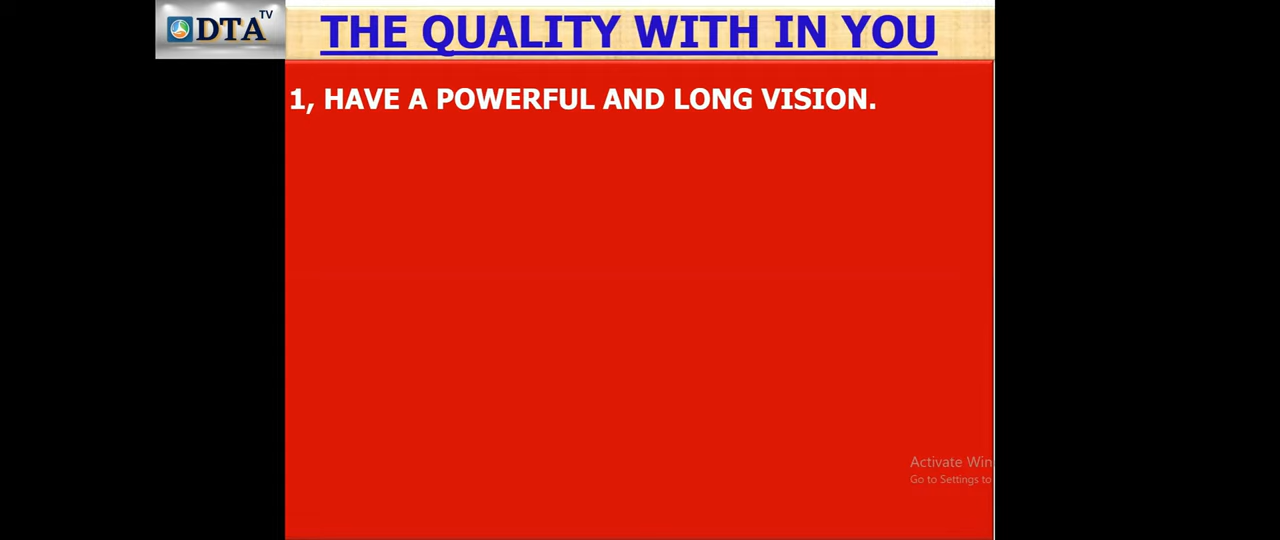 DTA TV
THE QUALITY WITH IN YOU
1, HAVE A POWERFUL AND LONG VISION.
Activate Win
Go to Settings to